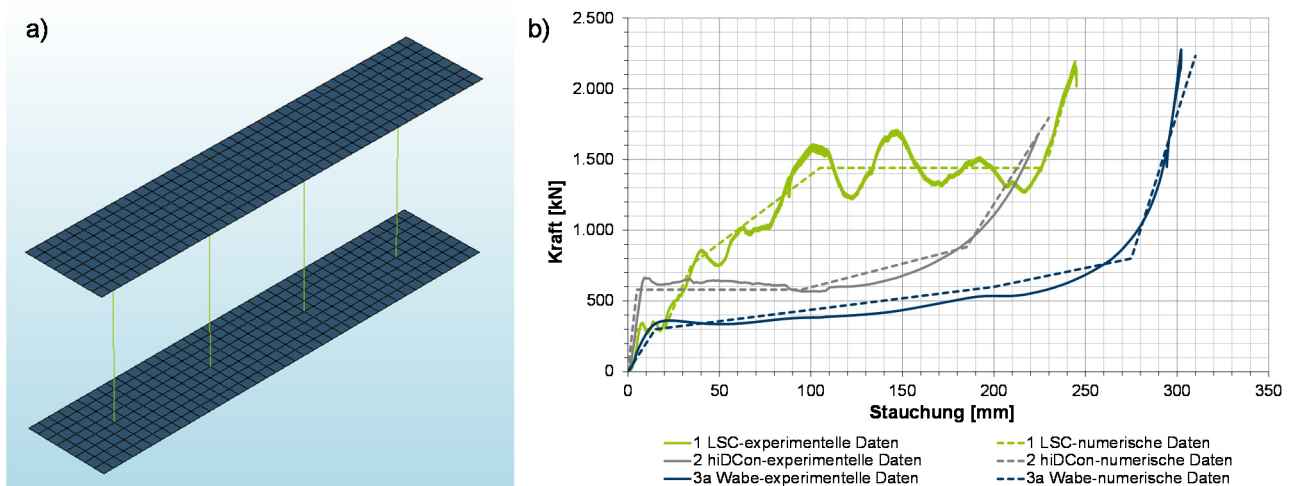 a)
b)
Kraft [kN]
2.500
2.000
1.500
1.000
500
0
0 50 100 150 200 250 300 350
Stauchung [mm]
1 LSC-experimentelle Daten
1 LSC-numerische Daten
2 hiDCon-experimentelle Daten
2 hiDCon-numerische Daten
3a Wabe-experimentelle Daten
3a Wabe-numerische Daten